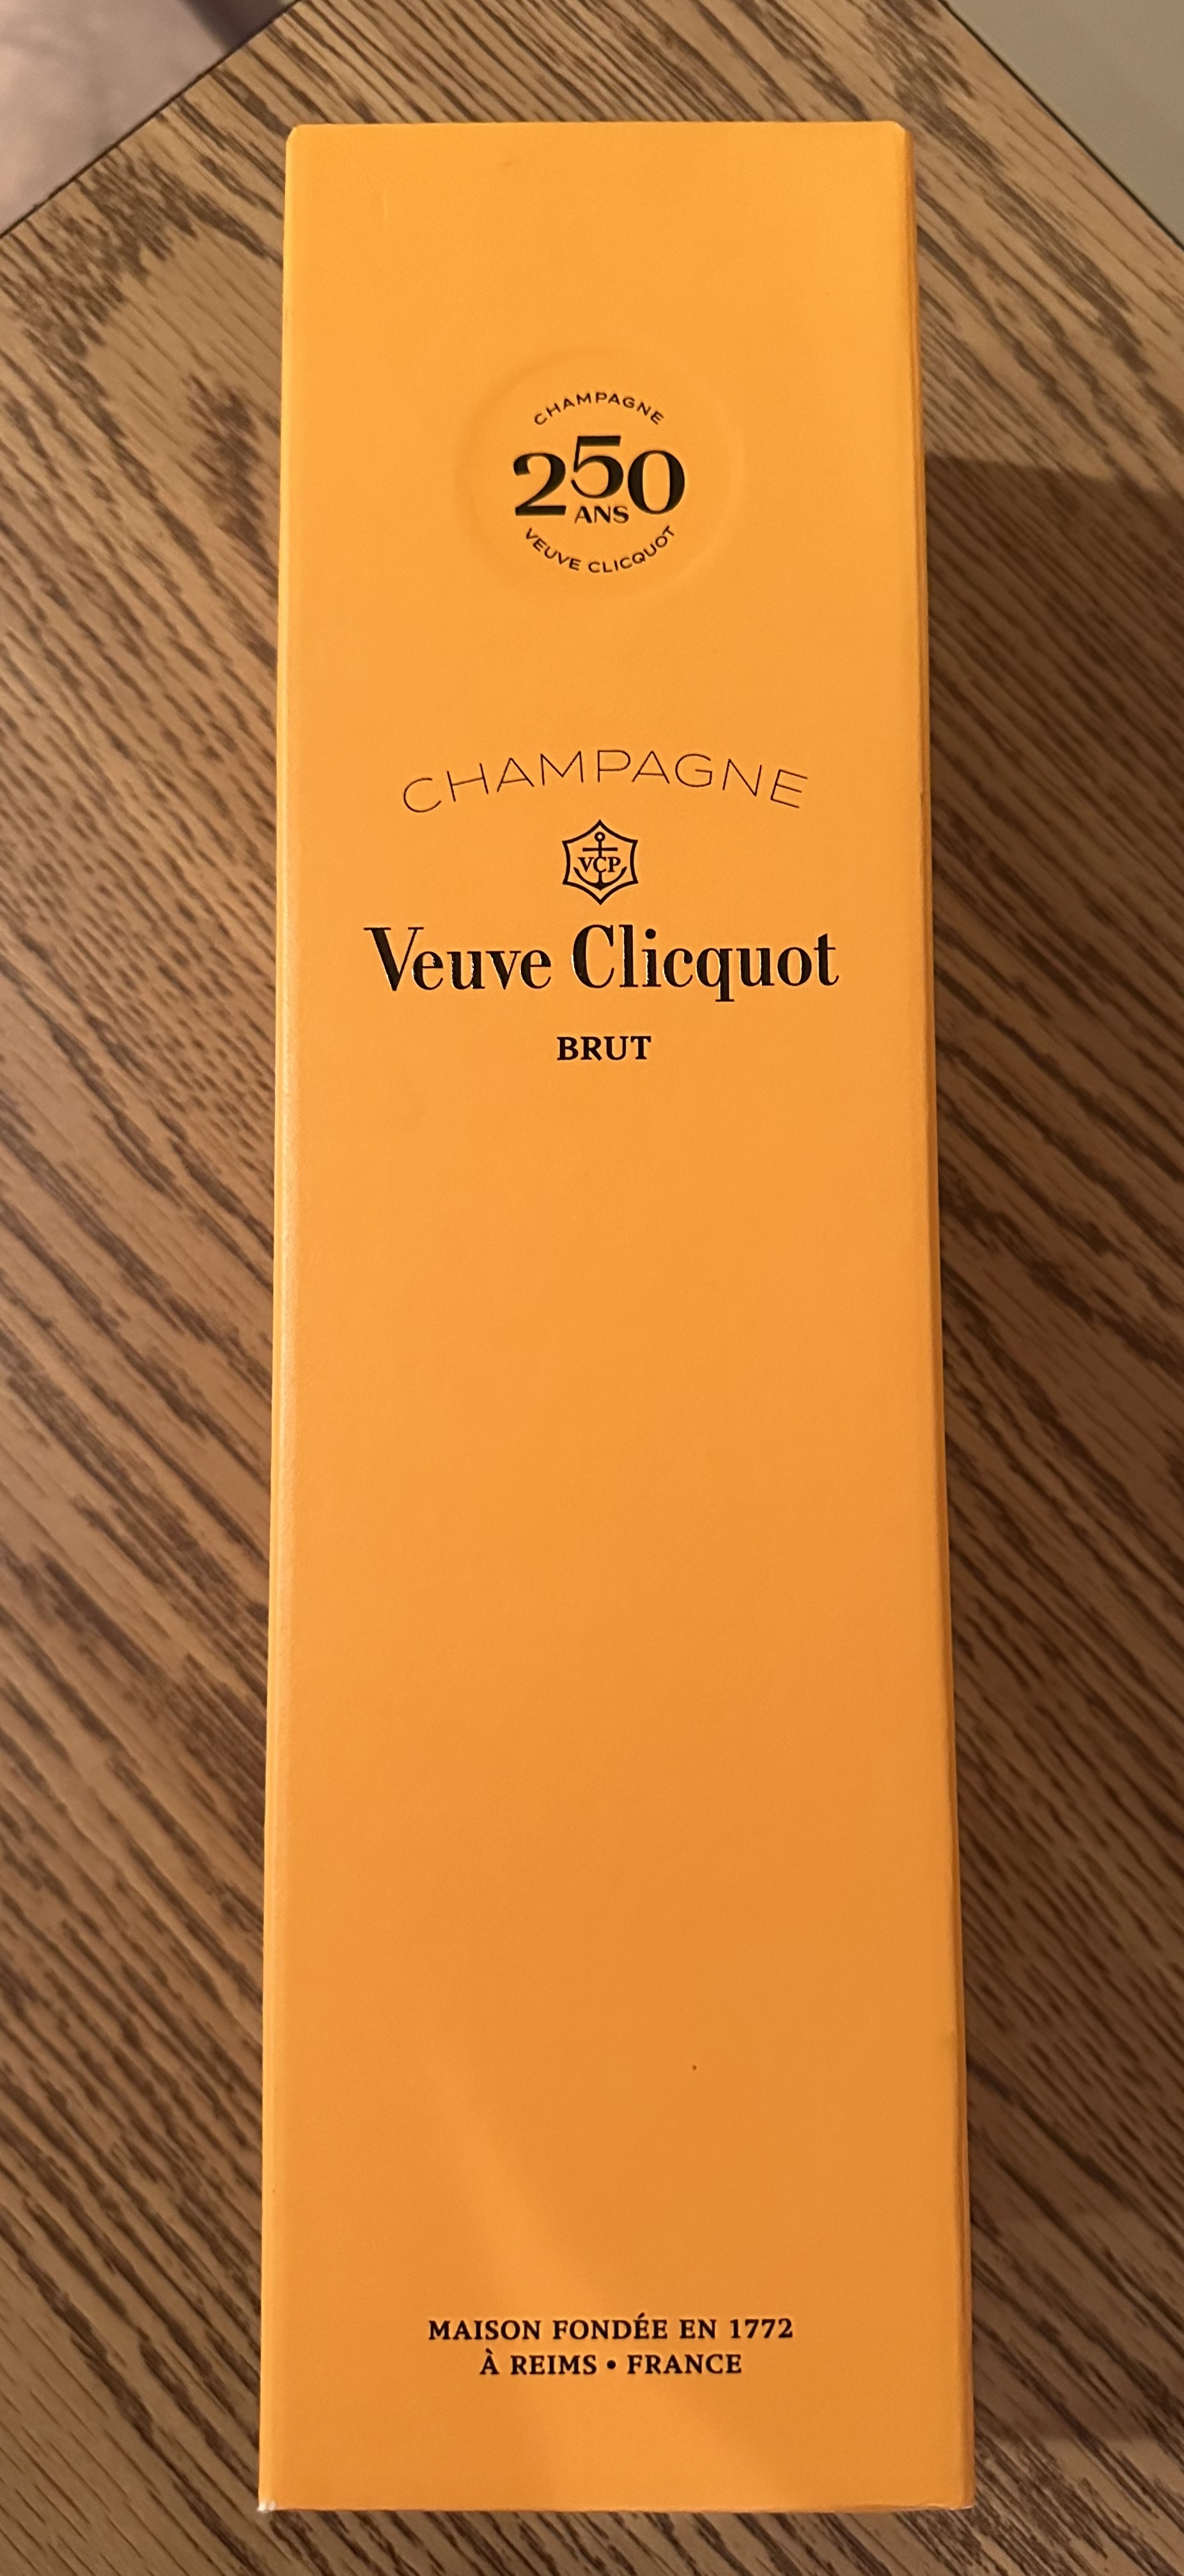 CHAMPAGNE
250
ANS
VEUVE CLICQUOT
CHAMPAGNE
VCP
Veuve Clicquot
BRUT
MAISON FONDÉE EN 1772
À REIMS • FRANCE